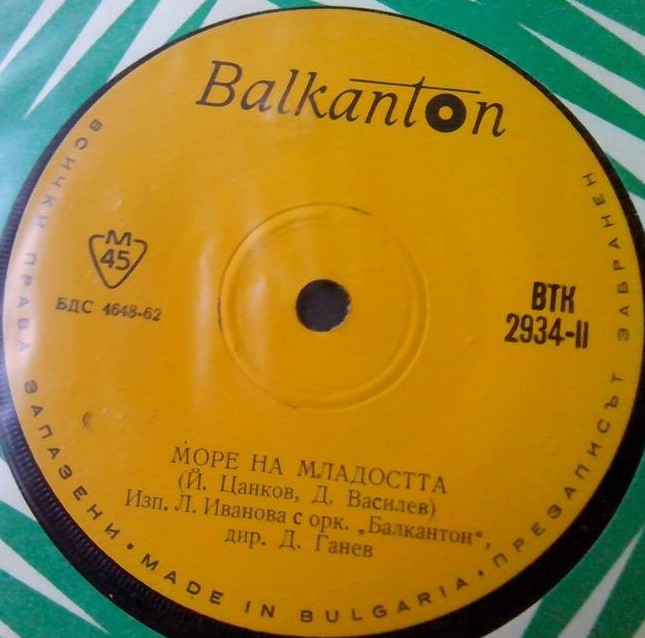 Balkanton
М
45
БДС 4648-62
ВТК
2934-II
МОРЕ НА МЛАДОСТТА
(Й. Цанков, Д. Василев)
Изп. Л. Иванова с орк. „Балкантон“,
дир. Д. Ганев
ВСИЧКИ ПРАВА ЗАПАЗЕНИ • MADE IN BULGARIA • ПРЕЗАПИСЪТ ЗАБРАНЕН